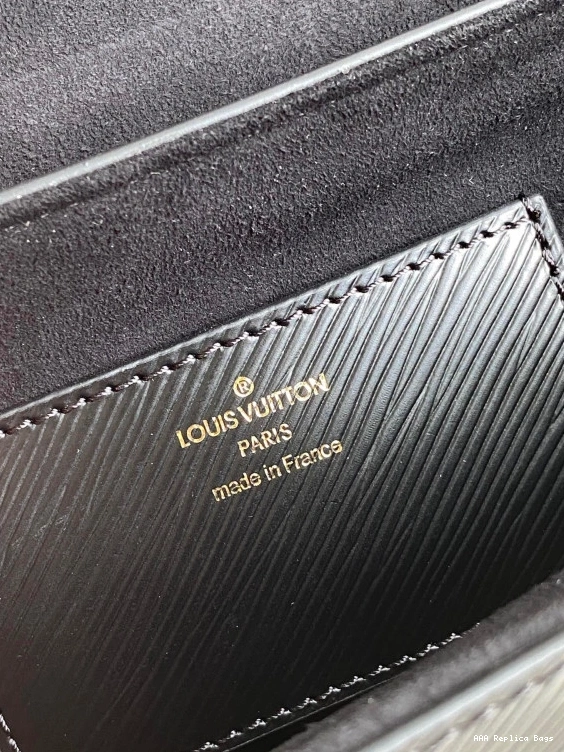 ®
LOUIS VUITTON
PARIS
made in France
AAA Replica Bags